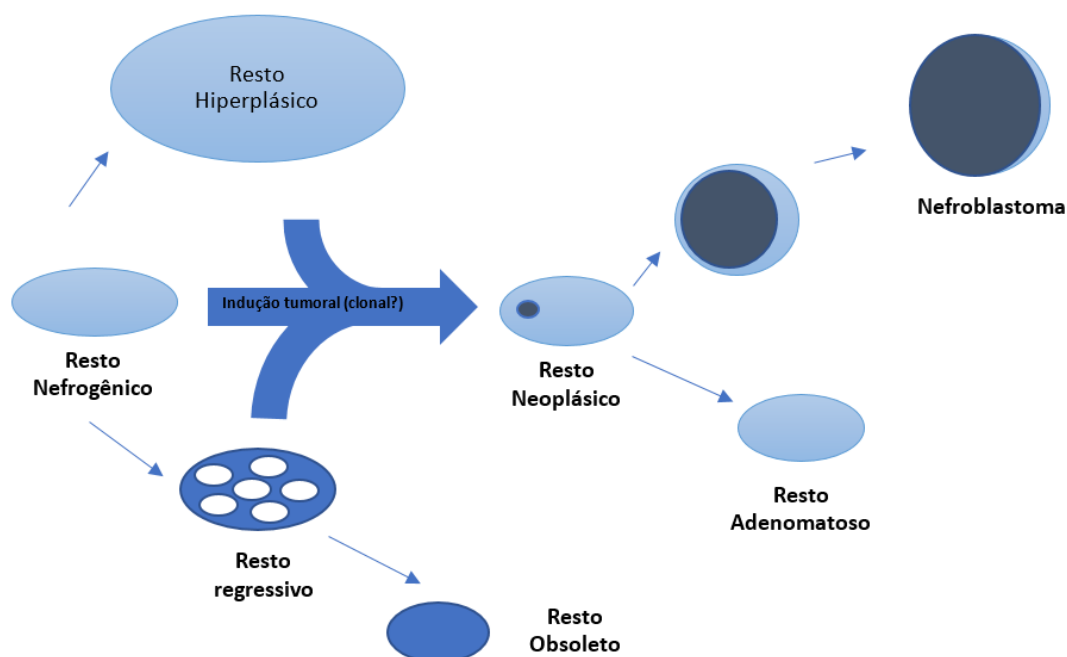 Resto
Hiperplásico
Nefroblastoma
Indução tumoral (clonal?)
Resto
Nefrogênico
Resto
Neoplásico
Resto
Adenomatoso
Resto
regressivo
Resto
Obsoleto